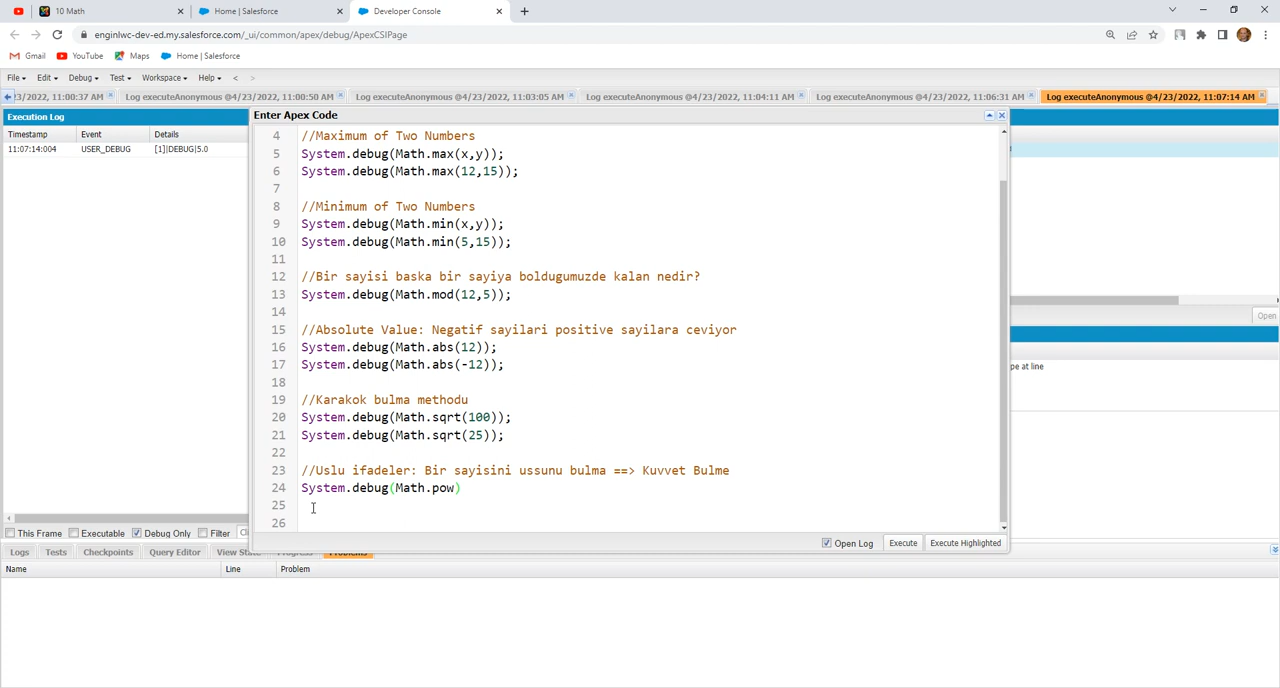 10 Math
Home | Salesforce
Developer Console
enginlwc-dev-ed.my.salesforce.com/_ui/common/apex/debug/ApexCSIPage
Gmail YouTube Maps Home | Salesforce
File Edit Debug Test Workspace Help < >
23/2022, 11:00:37 AM Log executeAnonymous @4/23/2022, 11:00:50 AM Log executeAnonymous @4/23/2022, 11:03:05 AM Log executeAnonymous @4/23/2022, 11:04:11 AM Log executeAnonymous @4/23/2022, 11:06:31 AM Log executeAnonymous @4/23/2022, 11:07:14 AM
Execution Log
Timestamp Event Details
11:07:14:004 USER_DEBUG [1]|DEBUG|5.0
Enter Apex Code
4 //Maximum of Two Numbers
5 System.debug(Math.max(x,y));
6 System.debug(Math.max(12,15));
7
8 //Minimum of Two Numbers
9 System.debug(Math.min(x,y));
10 System.debug(Math.min(5,15));
11
12 //Bir sayisi baska bir sayiya boldugumuzde kalan nedir?
13 System.debug(Math.mod(12,5));
14
15 //Absolute Value: Negatif sayilari positive sayilara ceviyor
16 System.debug(Math.abs(12));
17 System.debug(Math.abs(-12));
18
19 //Karakok bulma methodu
20 System.debug(Math.sqrt(100));
21 System.debug(Math.sqrt(25));
22
23 //Uslu ifadeler: Bir sayisini ussunu bulma ==> Kuvvet Bulme
24 System.debug(Math.pow)
25
26
Open Log Execute Execute Highlighted
Open
pe at line
This Frame Executable Debug Only Filter
Logs Tests Checkpoints Query Editor View State Progress Problems
Name Line Problem